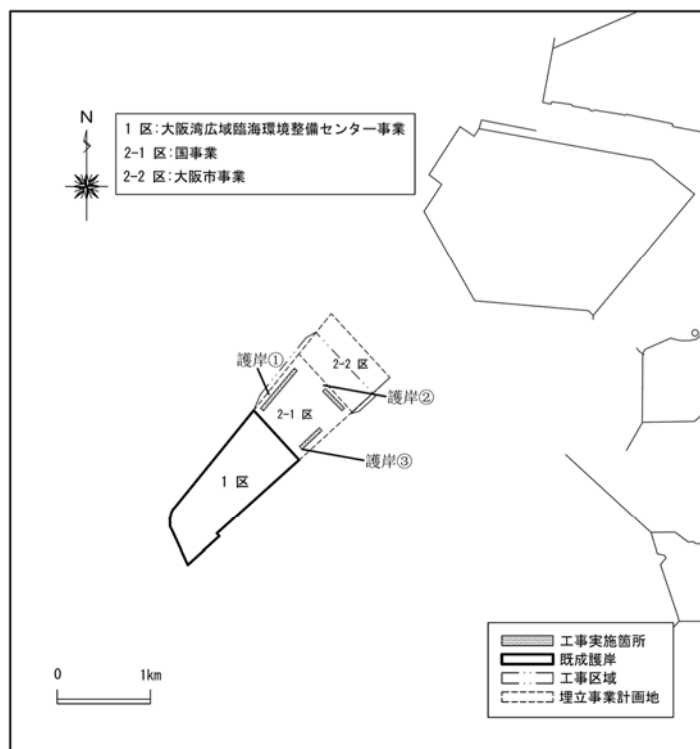 N
1 区：大阪湾広域臨海環境整備センター事業
2-1 区：国事業
2-2 区：大阪市事業
護岸①
2-2 区
護岸②
2-1 区
護岸③
1 区
0 1km
工事実施箇所
既成護岸
工事区域
埋立事業計画地